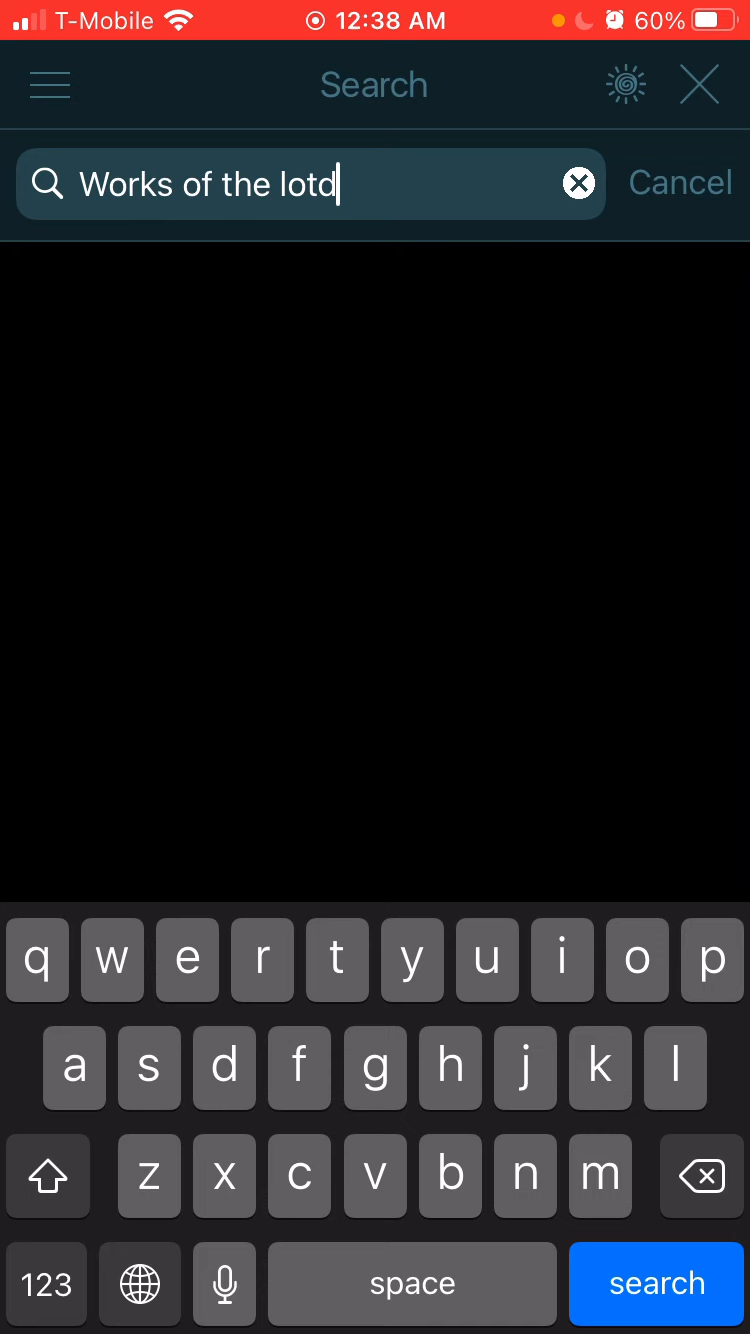 T-Mobile 12:38 AM 60%
Search
Works of the lotd Cancel
q w e r t y u i o p
a s d f g h j k l
z x c v b n m
123 space search